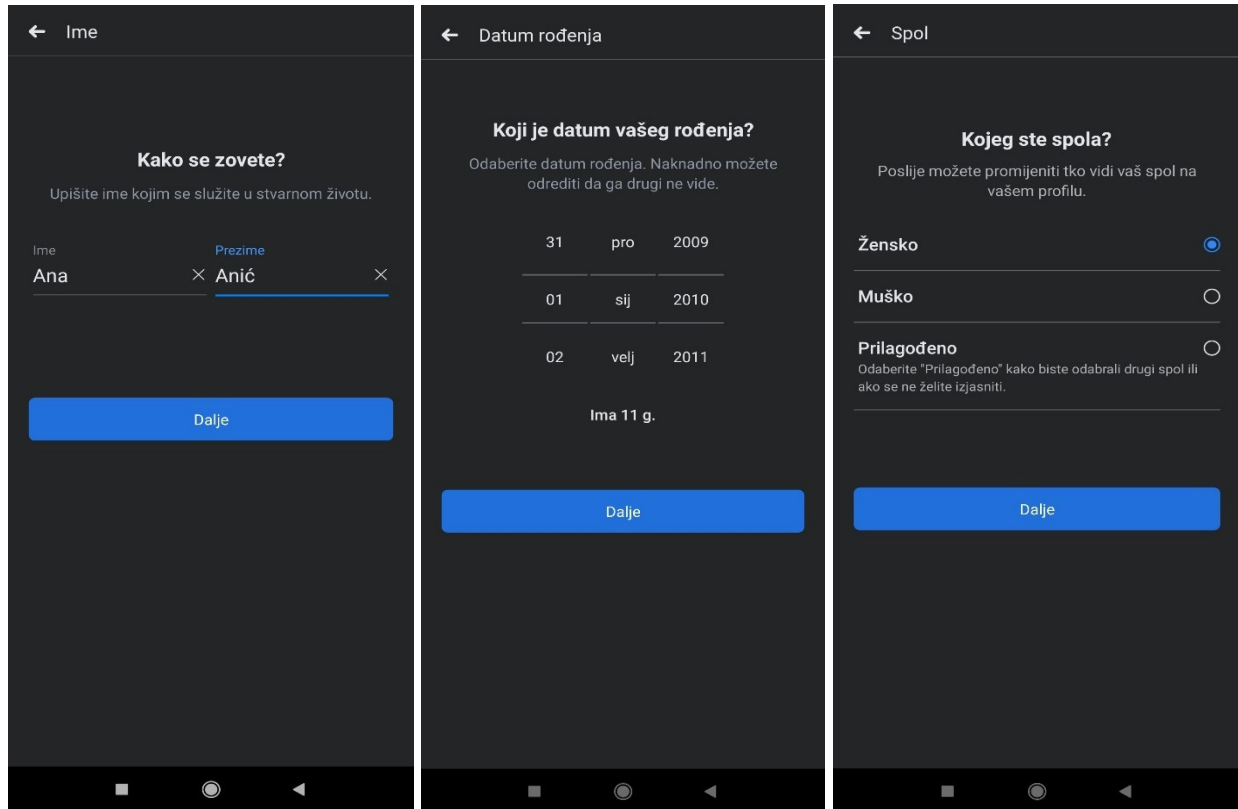 Ime
Kako se zovete?
Upišite ime kojim se služite u stvarnom životu.
Ime Prezime
Ana Anić
Dalje
Datum rođenja
Koji je datum vašeg rođenja?
Odaberite datum rođenja. Naknadno možete
odrediti da ga drugi ne vide.
31 pro 2009
01 sij 2010
02 velj 2011
Ima 11 g.
Dalje
Spol
Kojeg ste spola?
Poslije možete promijeniti tko vidi vaš spol na
vašem profilu.
Žensko
Muško
Prilagođeno
Odaberite "Prilagođeno" kako biste odabrali drugi spol ili
ako se ne želite izjasniti.
Dalje